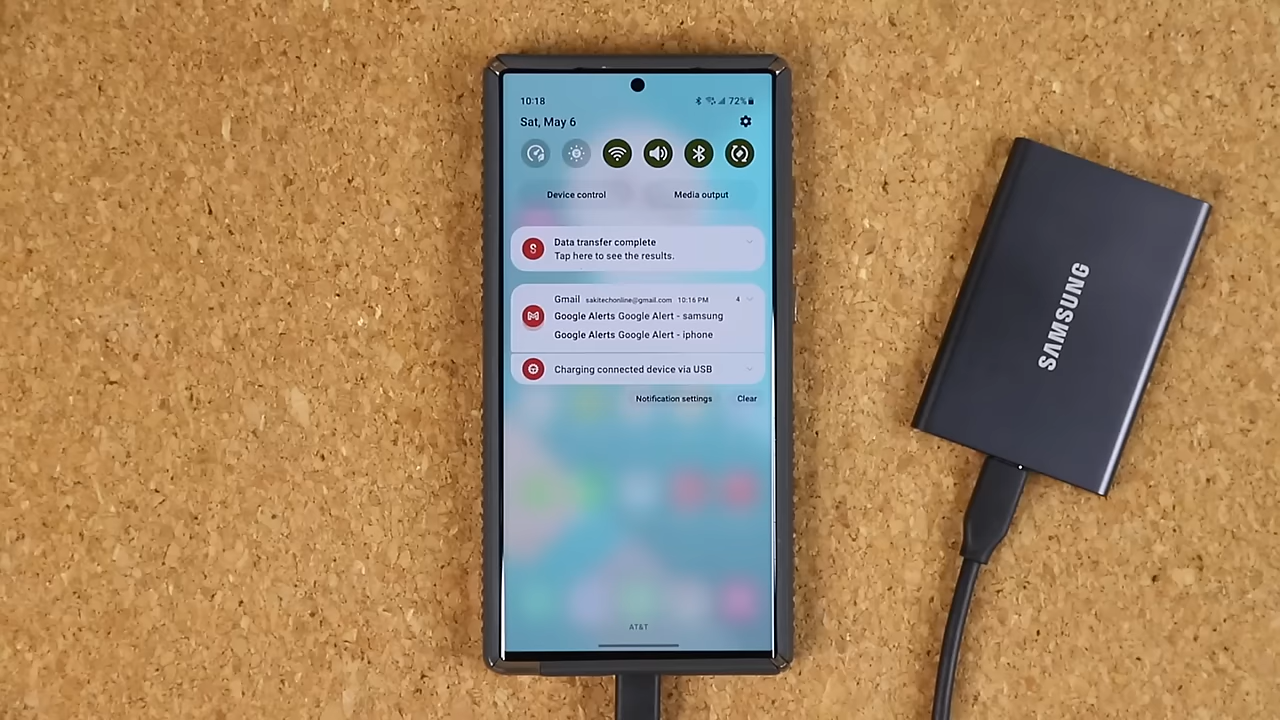 10:18
72%
Sat, May 6
Device control
Media output
Data transfer complete
Tap here to see the results.
Gmail sakitechonline@gmail.com 10:16 PM 4
Google Alerts Google Alert - samsung
Google Alerts Google Alert - iphone
Charging connected device via USB
Notification settings
Clear
AT&T
S
SAMSUNG